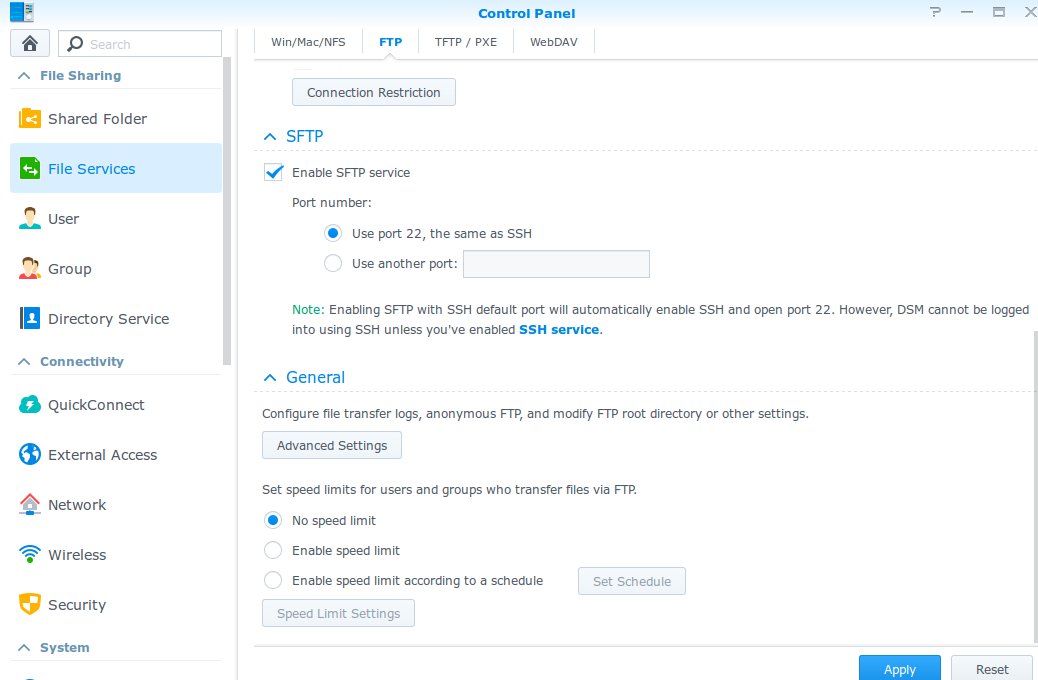 Control Panel
Search
File Sharing
Shared Folder
File Services
User
Group
Directory Service
Connectivity
QuickConnect
External Access
Network
Wireless
Security
System
Win/Mac/NFS FTP TFTP / PXE WebDAV
Connection Restriction
SFTP
Enable SFTP service
Port number:
Use port 22, the same as SSH
Use another port:
Note: Enabling SFTP with SSH default port will automatically enable SSH and open port 22. However, DSM cannot be logged
into using SSH unless you've enabled SSH service.
General
Configure file transfer logs, anonymous FTP, and modify FTP root directory or other settings.
Advanced Settings
Set speed limits for users and groups who transfer files via FTP.
No speed limit
Enable speed limit
Enable speed limit according to a schedule Set Schedule
Speed Limit Settings
Apply Reset